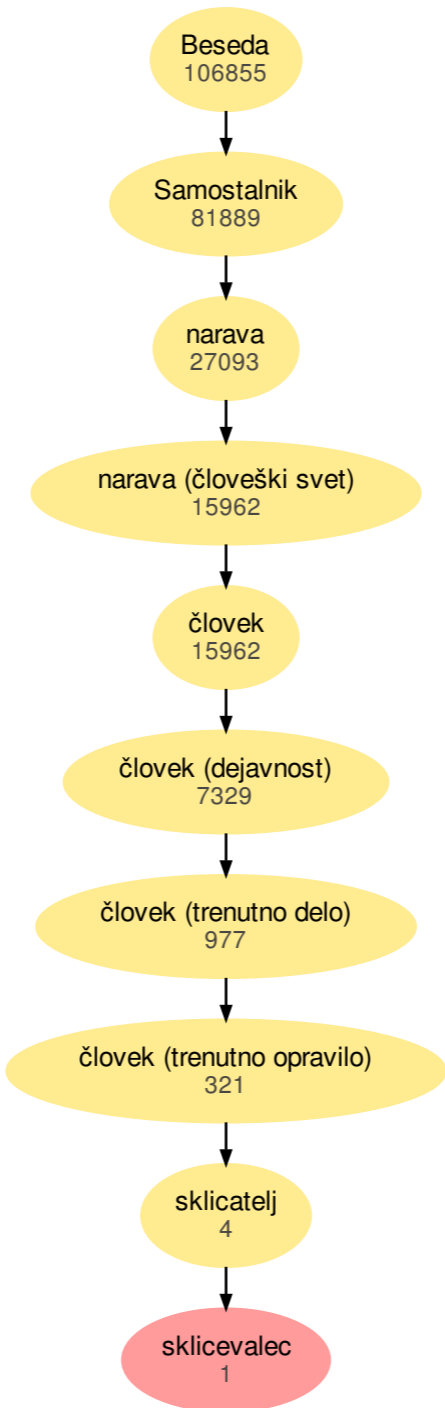 Beseda
106855
Samostalnik
81889
narava
27093
narava (človeški svet)
15962
človek
15962
človek (dejavnost)
7329
človek (trenutno delo)
977
človek (trenutno opravilo)
321
sklicatelj
4
sklicevalec
1